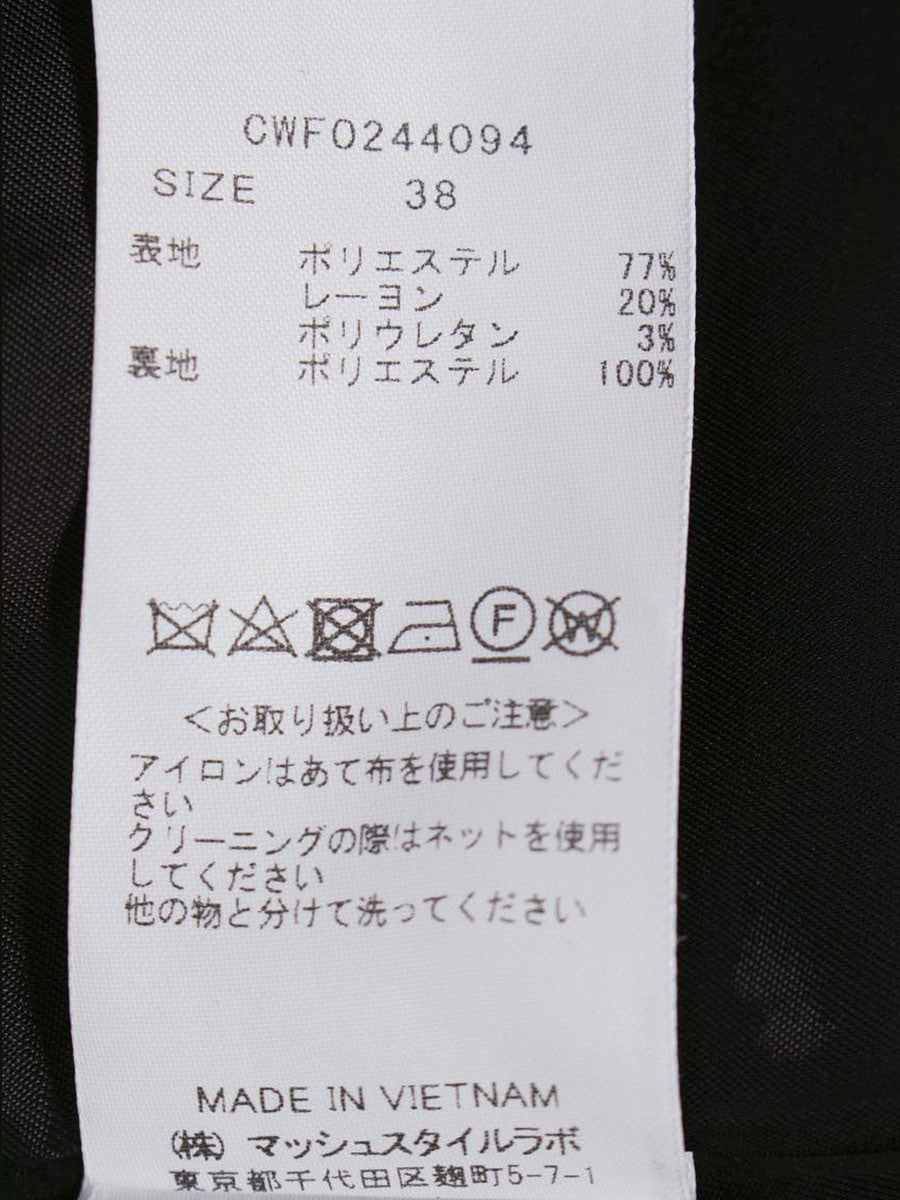 CWF0244094
SIZE 38
表地 ポリエステル 77%
レーヨン 20%
ポリウレタン 3%
裏地 ポリエステル 100%
F W
<お取り扱い上のご注意>
アイロンはあて布を使用してくだ
さい
クリーニングの際はネットを使用
してください
他の物と分けて洗ってください
MADE IN VIETNAM
(株) マッシュスタイルラボ
東京都千代田区麹町5-7-1